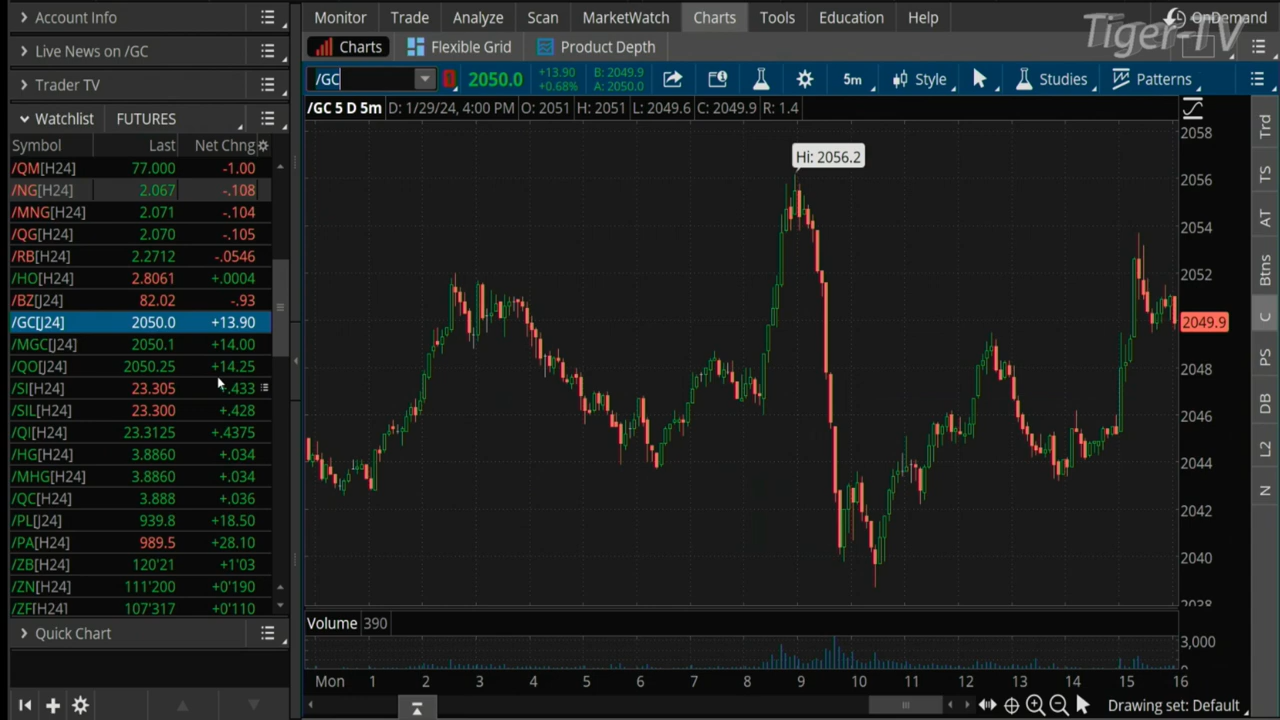 Account Info
Live News on /GC
Trader TV
Watchlist FUTURES
Symbol Last Net Chng
/QM[H24] 77.000 -1.00
/NG[H24] 2.067 -.108
/MNG[H24] 2.071 -.104
/QG[H24] 2.070 -.105
/RB[H24] 2.2712 -.0546
/HO[H24] 2.8061 +.0004
/BZ[J24] 82.02 -.93
/GC[J24] 2050.0 +13.90
/MGC[J24] 2050.1 +14.00
/QO[J24] 2050.25 +14.25
/SI[H24] 23.305 +.433
/SIL[H24] 23.300 +.428
/QI[H24] 23.3125 +.4375
/HG[H24] 3.8860 +.034
/MHG[H24] 3.8860 +.034
/QC[H24] 3.888 +.036
/PL[J24] 939.8 +18.50
/PA[H24] 989.5 +28.10
/ZB[H24] 120'21 +1'03
/ZN[H24] 111'200 +0'190
/ZF[H24] 107'317 +0'110
Quick Chart
Monitor Trade Analyze Scan MarketWatch Charts Tools Education Help OnDemand
Tiger-TV
Charts Flexible Grid Product Depth
/GC 2050.0 +13.90 +0.68% B: 2049.9 A: 2050.0 5m Style Studies Patterns
/GC 5 D 5m D: 1/29/24, 4:00 PM O: 2051 H: 2051 L: 2049.6 C: 2049.9 R: 1.4
Hi: 2056.2
2058
2056
2054
2052
2049.9
2048
2046
2044
2042
2040
2038
Volume 390
3,000
0
Mon 1 2 3 4 5 6 7 8 9 10 11 12 13 14 15 16
Drawing set: Default
Trd
TS
AT
Btns
C
PS
DB
L2
N